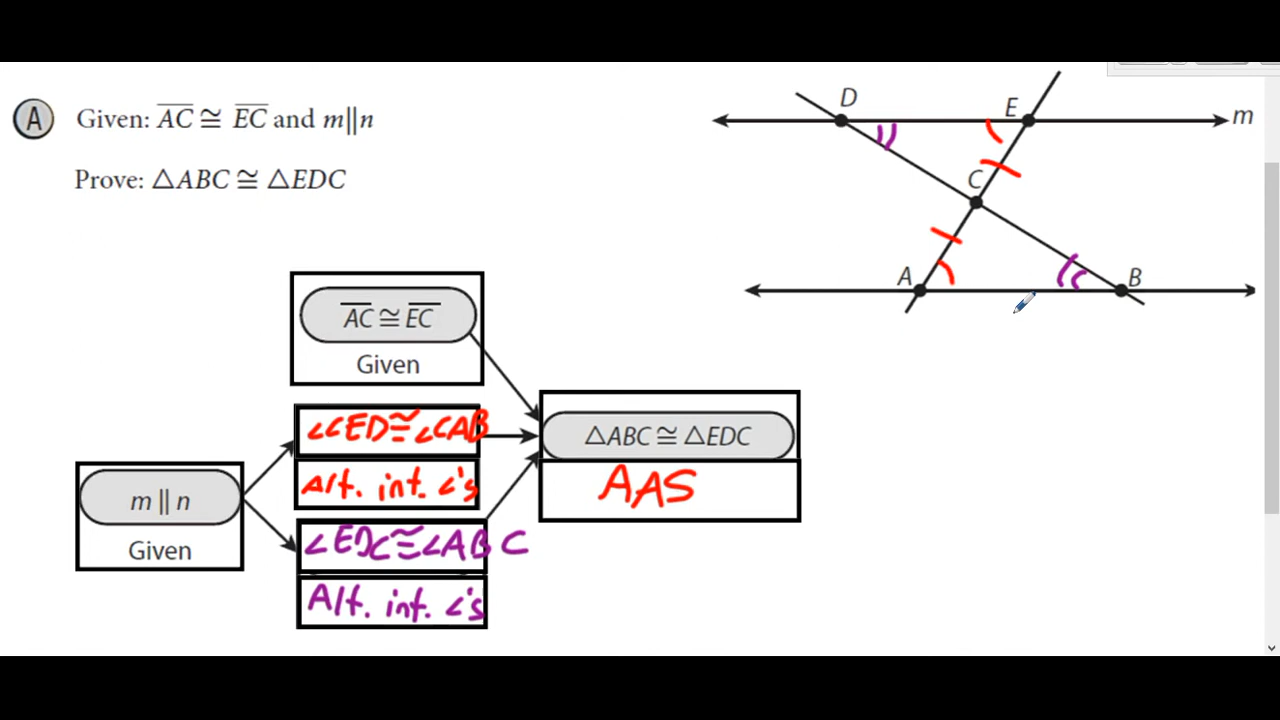 A Given: AC ≅ EC and m∥n
Prove: △ABC ≅ △EDC
D
E
m
C
A
B
AC ≅ EC
Given
∠CED≅∠CAB
Alt. int. ∠'s
△ABC ≅ △EDC
AAS
m ∥ n
Given
∠EDC≅∠ABC
Alt. int. ∠'s